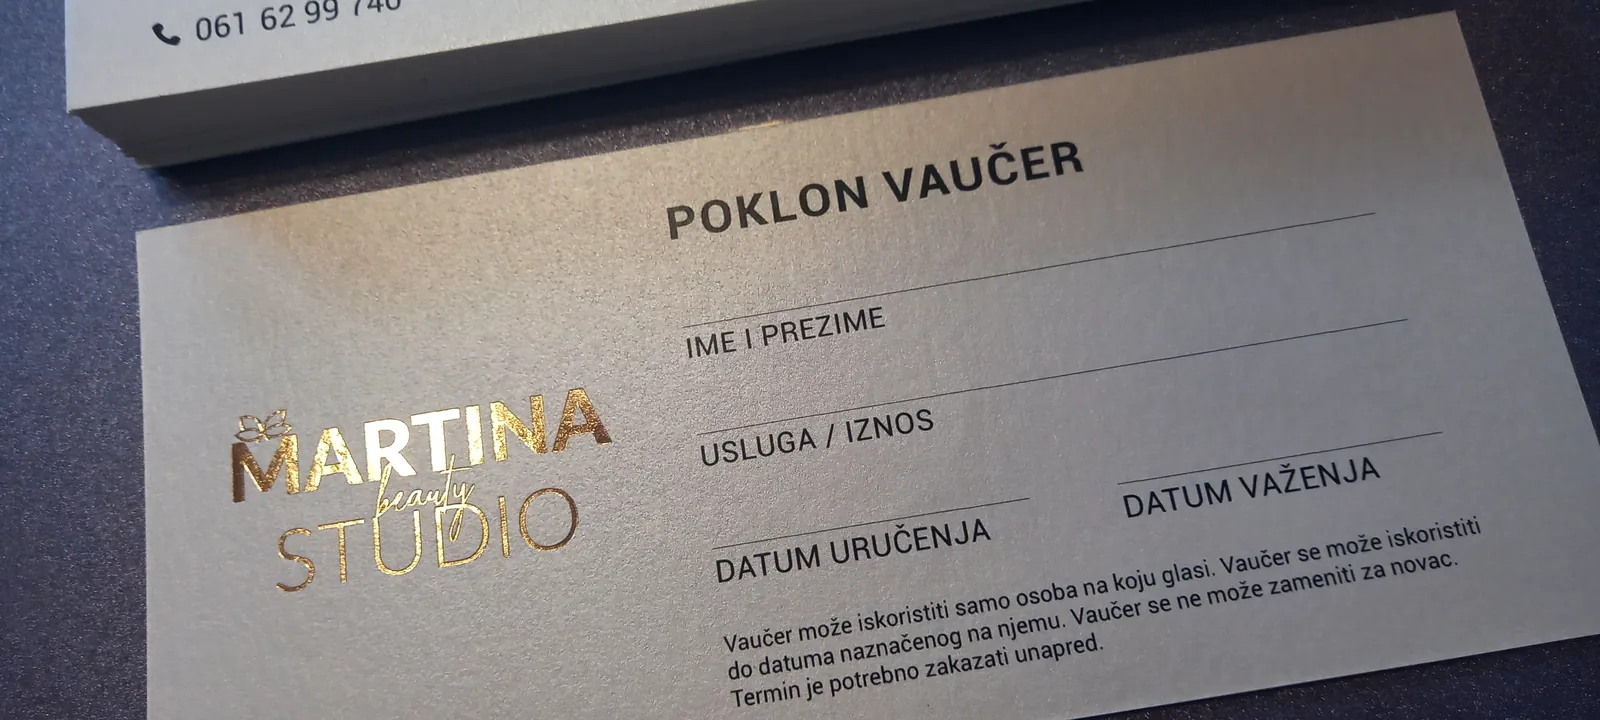 061 62 99 740
POKLON VAUČER
IME I PREZIME
USLUGA / IZNOS
DATUM URUČENJA
DATUM VAŽENJA
MARTINA
beauty
STUDIO
Vaučer može iskoristiti samo osoba na koju glasi. Vaučer se može iskoristiti
do datuma naznačenog na njemu. Vaučer se ne može zameniti za novac.
Termin je potrebno zakazati unapred.